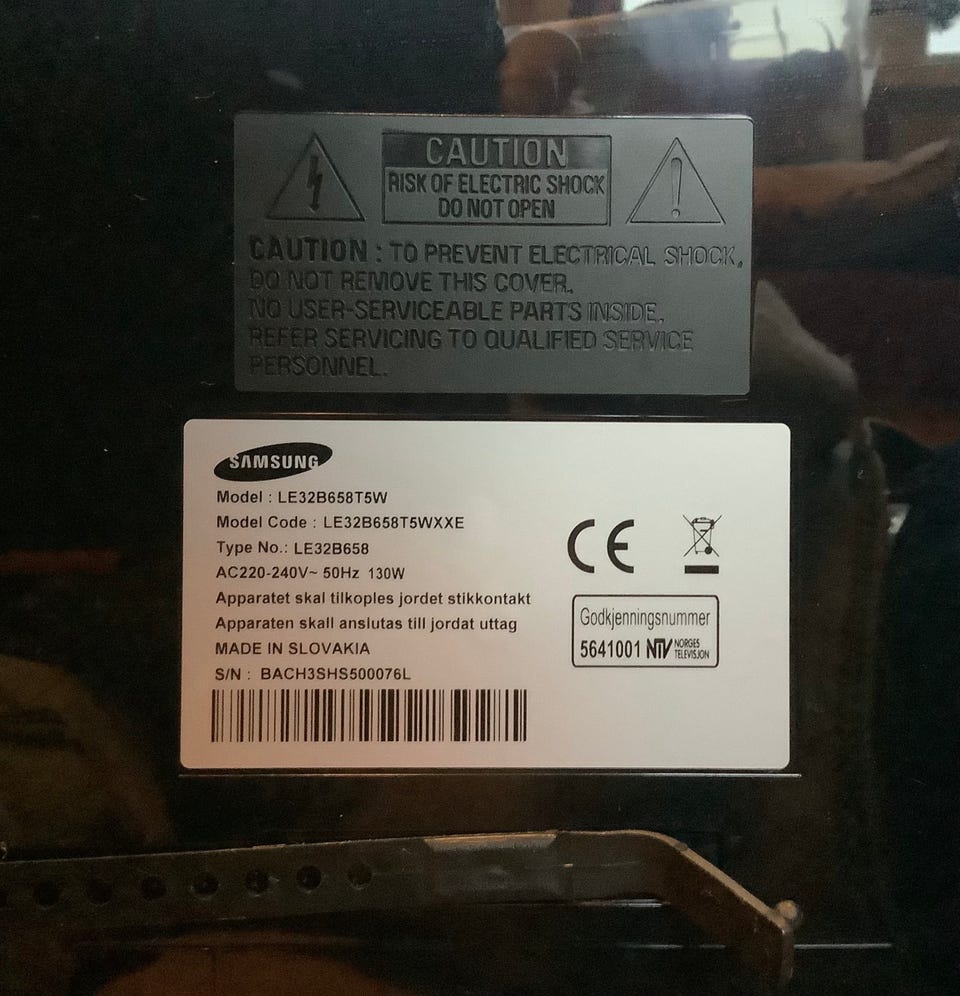 CAUTION
RISK OF ELECTRIC SHOCK
DO NOT OPEN
CAUTION : TO PREVENT ELECTRICAL SHOCK,
DO NOT REMOVE THIS COVER.
NO USER-SERVICEABLE PARTS INSIDE.
REFER SERVICING TO QUALIFIED SERVICE
PERSONNEL.
SAMSUNG
Model : LE32B658T5W
Model Code : LE32B658T5WXXE
Type No.: LE32B658
AC220-240V~ 50Hz 130W
Apparatet skal tilkoples jordet stikkontakt
Apparaten skall anslutas till jordat uttag
MADE IN SLOVAKIA
S/N : BACH3SHS500076L
CE
Godkjenningsnummer
5641001 NTV NORGES
TELEVISJON